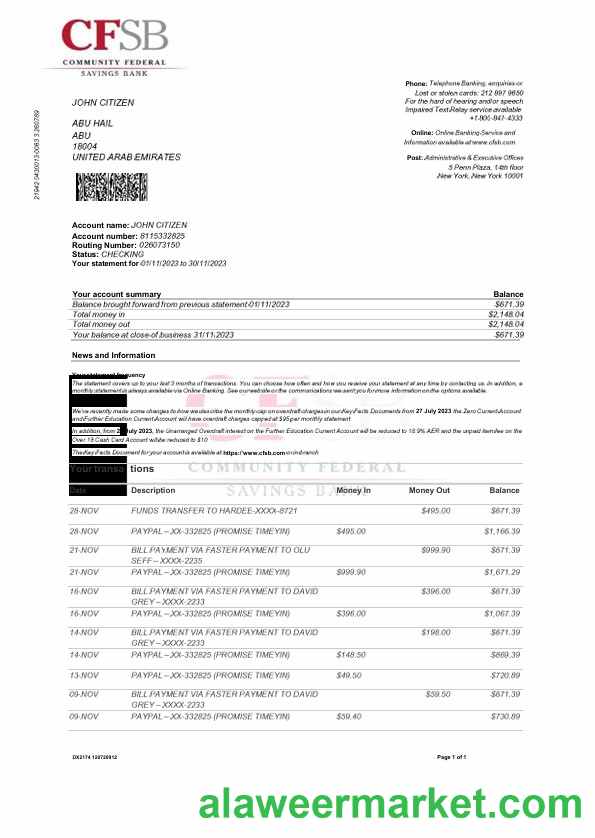 CFSB
COMMUNITY FEDERAL
SAVINGS BANK
Phone: Telephone Banking, enquiries or
Lost or stolen cards: 212 897 9650
For the hard of hearing and/or speech
Impaired Text Relay service available
+1-800-841-4333
Online: Online Banking Service and
Information available at www.cfsb.com
Post: Administrative & Executive Offices
5 Penn Plaza, 14th floor
New York, New York 10001
JOHN CITIZEN
ABU HAIL
ABU
18004
UNITED ARAB EMIRATES
Account name: JOHN CITIZEN
Account number: 8115332825
Routing Number: 026073150
Status: CHECKING
Your statement for 01/11/2023 to 30/11/2023
Your account summary Balance
Balance brought forward from previous statement 01/11/2023 $671.39
Total money in $2,148.04
Total money out $2,148.04
Your balance at close of business 31/11/2023 $671.39
News and Information
The statement covers up to your last 3 months of transactions. You can choose how often and how you receive your statement at any time by contacting us. In addition, a
monthly statement is always available via Online Banking. See our website or the communications we sent you for more information on the options available.
We've recently made some changes to how we describe the monthly cap on overdraft charges in our Key Facts Documents from 27 July 2023, the Zero Current Account
and Further Education Current Account will have overdraft charges capped at $95 per monthly statement
In addition, from July 2023, the Unarranged Overdraft interest on the Further Education Current Account will be reduced to 18.9% AER and the unpaid item fee on the
Over 18 Cash Card Account will be reduced to $10
The Key Facts Document for your account is available at https://www.cfsb.com or in-branch
CF
COMMUNITY FEDERAL
SAVINGS BA
Your transactions
Date Description Money In Money Out Balance
28-NOV FUNDS TRANSFER TO HARDEE-XXXX-8721 $495.00 $671.39
28-NOV PAYPAL – XX-332825 (PROMISE TIMEYIN) $495.00 $1,166.39
21-NOV BILL PAYMENT VIA FASTER PAYMENT TO OLU $999.90 $671.39
SEFF – XXXX-2235
21-NOV PAYPAL – XX-332825 (PROMISE TIMEYIN) $999.90 $1,671.29
16-NOV BILL PAYMENT VIA FASTER PAYMENT TO DAVID $396.00 $671.39
GREY – XXXX-2233
16-NOV PAYPAL – XX-332825 (PROMISE TIMEYIN) $396.00 $1,067.39
14-NOV BILL PAYMENT VIA FASTER PAYMENT TO DAVID $198.00 $671.39
GREY – XXXX-2233
14-NOV PAYPAL – XX-332825 (PROMISE TIMEYIN) $148.50 $869.39
13-NOV PAYPAL – XX-332825 (PROMISE TIMEYIN) $49.50 $720.89
09-NOV BILL PAYMENT VIA FASTER PAYMENT TO DAVID $59.50 $671.39
GREY – XXXX-2233
09-NOV PAYPAL – XX-332825 (PROMISE TIMEYIN) $59.40 $730.89
Page 1 of 1
alaweermarket.com